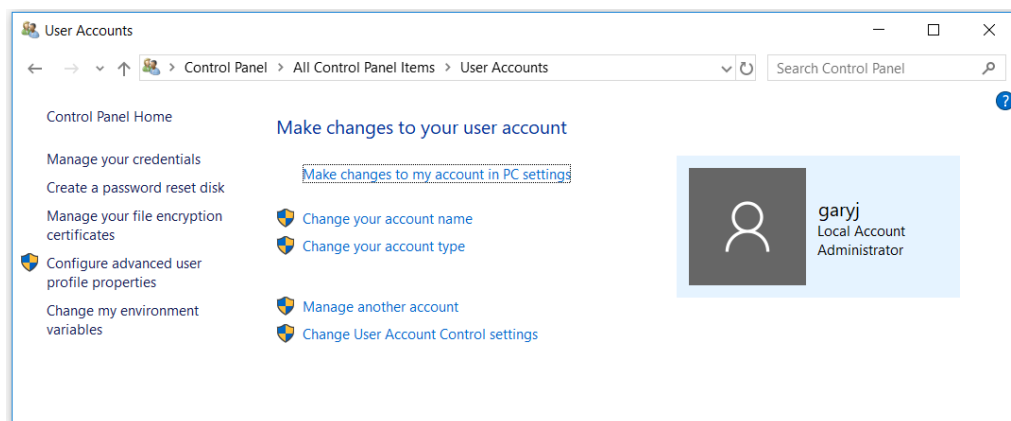 User Accounts
Control Panel > All Control Panel Items > User Accounts
Search Control Panel
?
Control Panel Home
Manage your credentials
Create a password reset disk
Manage your file encryption
certificates
Configure advanced user
profile properties
Change my environment
variables
Make changes to your user account
Make changes to my account in PC settings
Change your account name
Change your account type
Manage another account
Change User Account Control settings
garyj
Local Account
Administrator